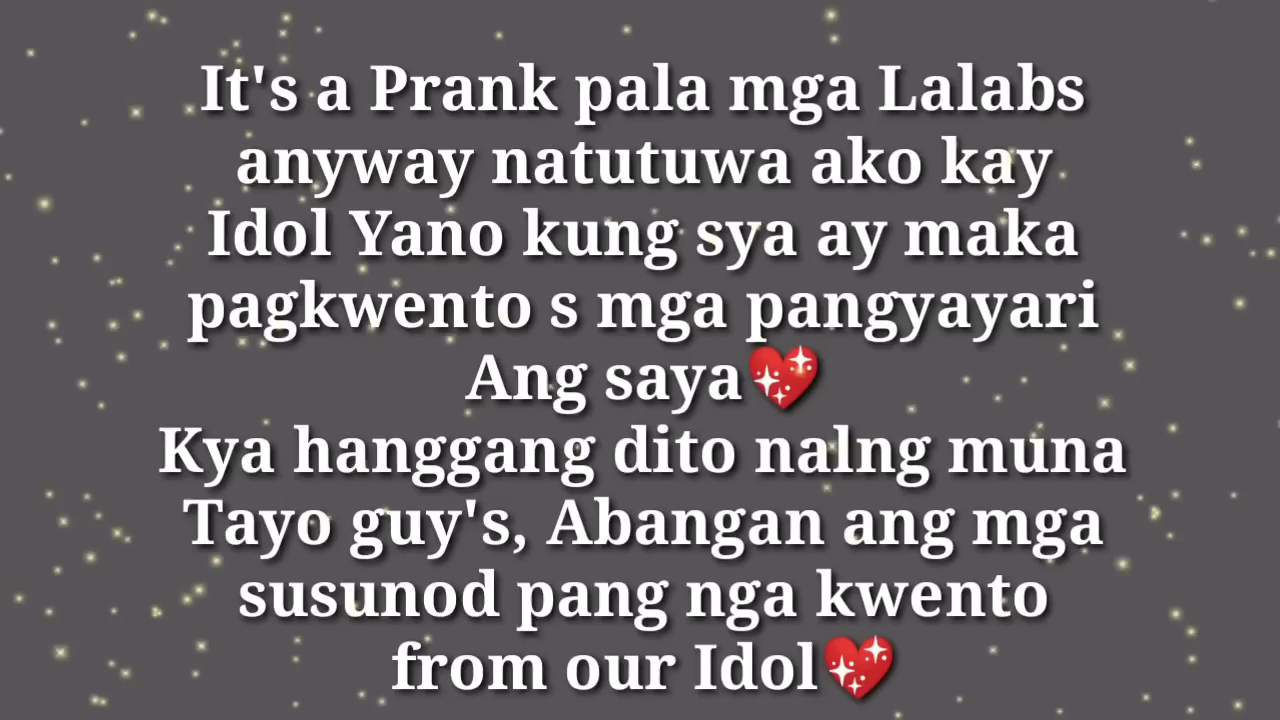 It's a Prank pala mga Lalabs
anyway natutuwa ako kay
Idol Yano kung sya ay maka
pagkwento s mga pangyayari
Ang saya💖
Kya hanggang dito nalng muna
Tayo guy's, Abangan ang mga
susunod pang nga kwento
from our Idol💖